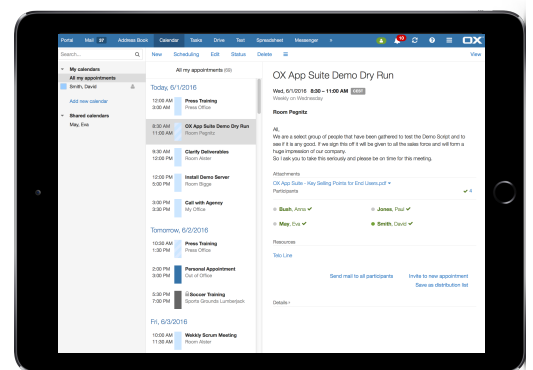 Portal Mail 37 Address Book Calendar Tasks Drive Text Spreadsheet Messenger » 10 OX
Search... New Scheduling Edit Status Delete View
My calenders
All my appointments
Smith, David
Add new calendar
Shared calenders
May, Eva
All my appointments (69)
Today, 6/1/2016
12:00 AM Press Training
3:00 AM Press Office
9:30 AM OX App Suite Demo Dry Run
11:00 AM Room Pegnitz
9:30 AM Clarify Deliverables
12:00 PM Room Alster
12:00 PM Install Demo Server
5:00 PM Room Bigge
3:00 PM Call with Agency
3:30 PM My Office
Tomorrow, 6/2/2016
10:30 AM Press Training
1:30 PM Press Office
2:00 PM Personal Appointment
3:00 PM Out of Office
5:30 PM Soccer Training
7:00 PM Sports Grounds Lumberjack
Fri, 6/3/2016
10:00 AM Wekkly Scrum Meeting
11:30 AM Room Alster
OX App Suite Demo Dry Run
Wed, 6/1/2016 9:30 – 11:00 AM CEST
Weekly on Wednesday
Room Pegnitz
All,
We are a select group of people that have been gathered to test the Demo Script and to
see if it is any good. If we sign this off it will be given to all the sales force and will form a
huge impression of our company.
So I ask you to take this seriously and please be on time for this meeting.
Attachments
OX App Suite - Key Selling Points for End Users.pdf
Participants 4
Bush, Anna Jones, Paul
May, Eva Smith, David
Resources
Telc Line
Send mail to all participants Invite to new appointment
Save as distribution list
Details